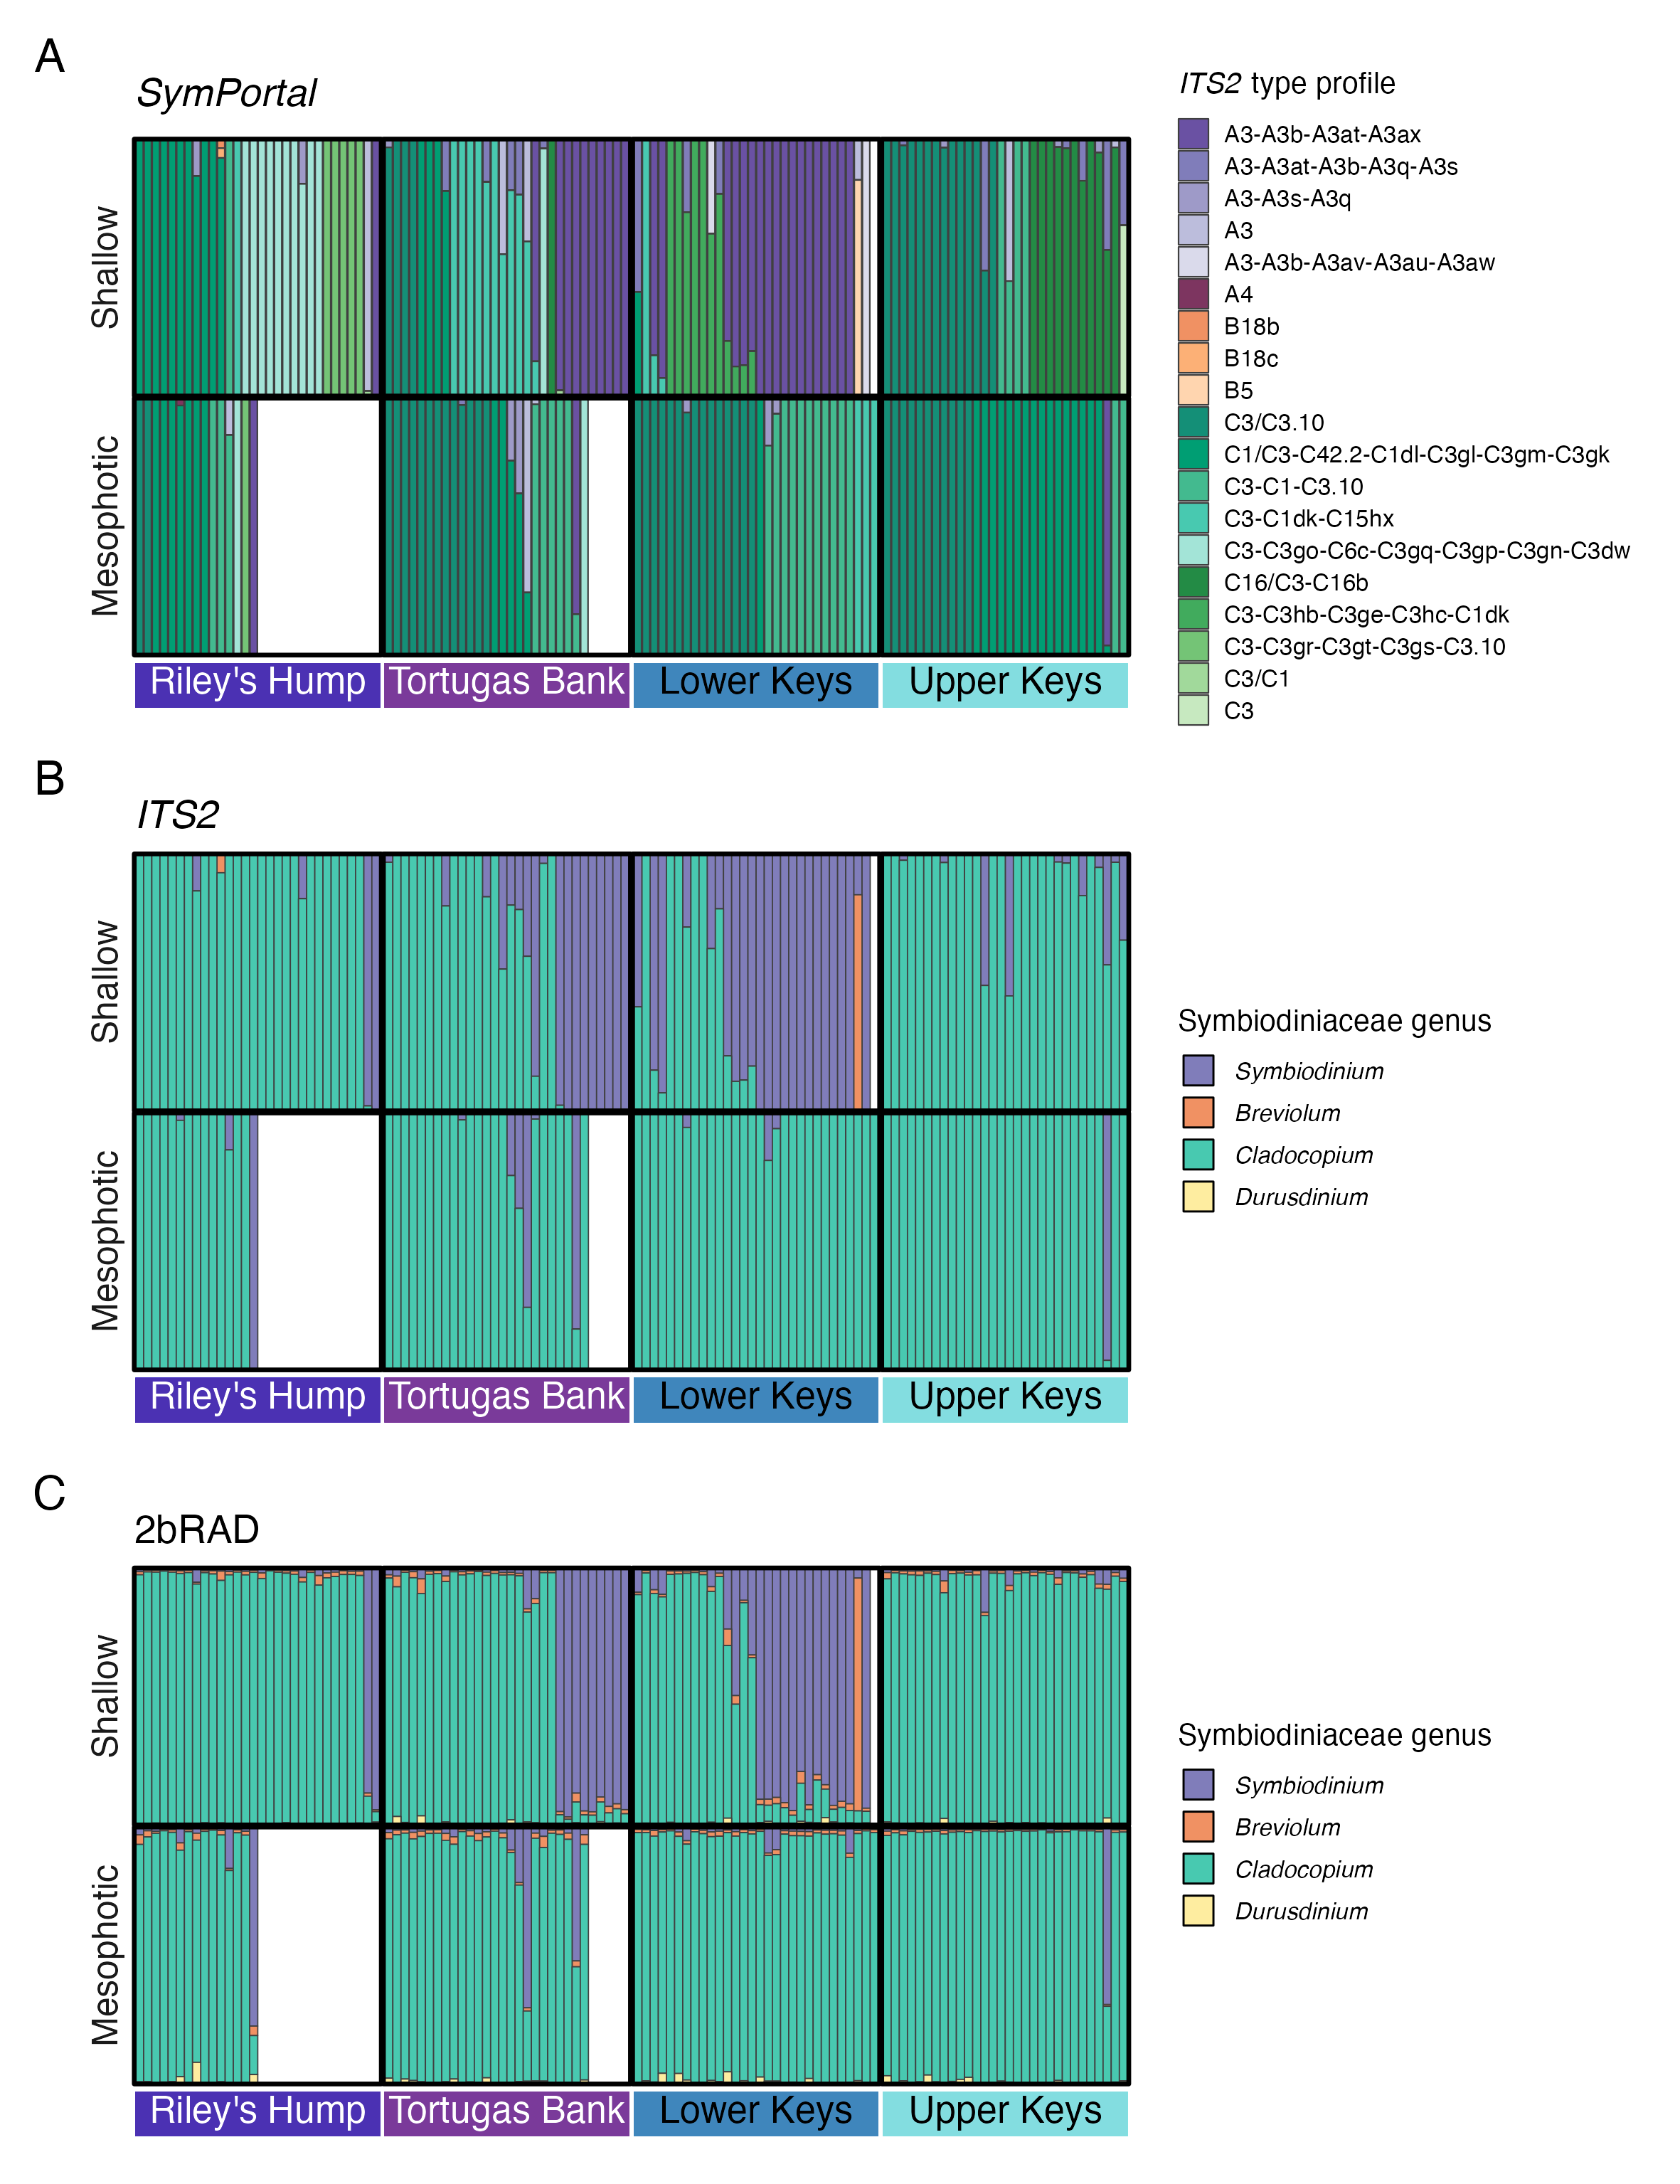 A
SymPortal
Shallow
Mesophotic
Riley's Hump
Tortugas Bank
Lower Keys
Upper Keys
ITS2 type profile
A3-A3b-A3at-A3ax
A3-A3at-A3b-A3q-A3s
A3-A3s-A3q
A3
A3-A3b-A3av-A3au-A3aw
A4
B18b
B18c
B5
C3/C3.10
C1/C3-C42.2-C1dl-C3gl-C3gm-C3gk
C3-C1-C3.10
C3-C1dk-C15hx
C3-C3go-C6c-C3gq-C3gp-C3gn-C3dw
C16/C3-C16b
C3-C3hb-C3ge-C3hc-C1dk
C3-C3gr-C3gt-C3gs-C3.10
C3/C1
C3
B
ITS2
Shallow
Mesophotic
Riley's Hump
Tortugas Bank
Lower Keys
Upper Keys
Symbiodiniaceae genus
Symbiodinium
Breviolum
Cladocopium
Durusdinium
C
2bRAD
Shallow
Mesophotic
Riley's Hump
Tortugas Bank
Lower Keys
Upper Keys
Symbiodiniaceae genus
Symbiodinium
Breviolum
Cladocopium
Durusdinium